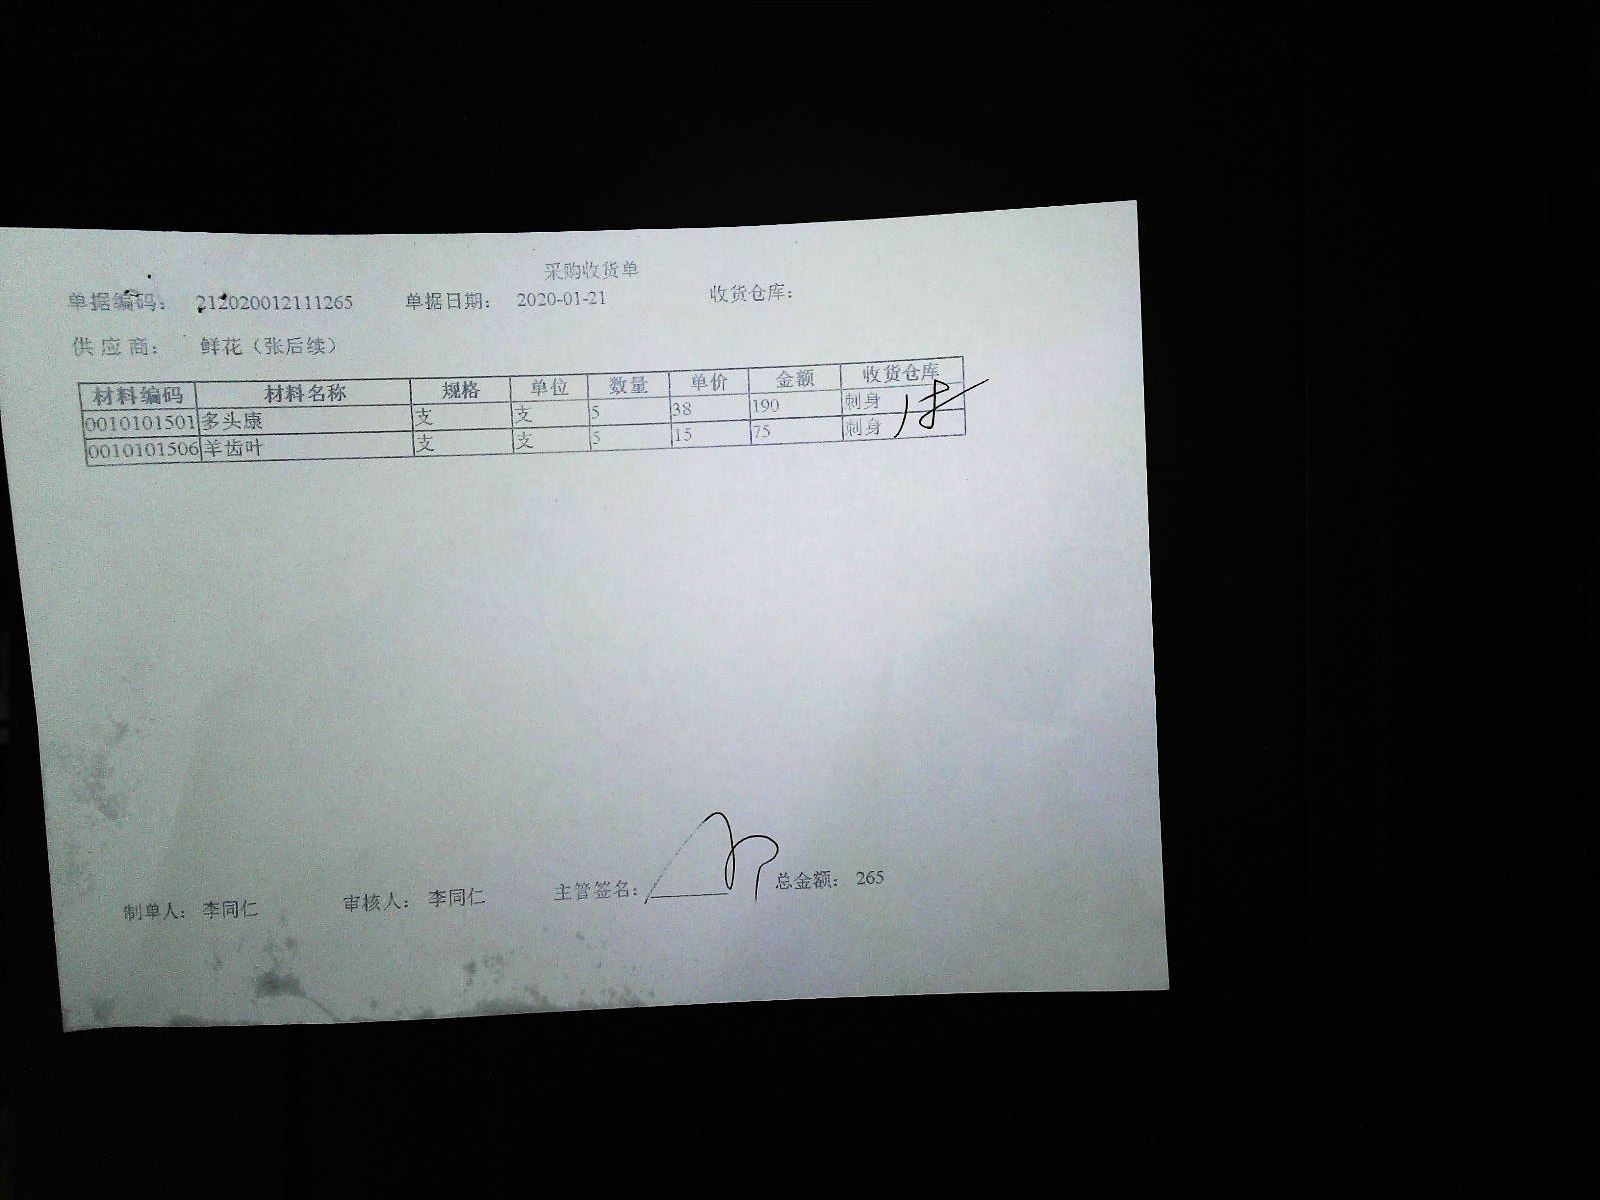 采购收货单
单据编码： 212020012111265 单据日期： 2020-01-21 收货仓库：
供应商： 鲜花（张后续）
材料编码 材料名称 规格 单位 数量 单价 金额 收货仓库
0010101501 多头康 支 支 5 38 190 刺身
0010101506 羊齿叶 支 支 5 15 75 刺身
制单人： 李同仁 审核人： 李同仁 主管签名： 总金额： 265